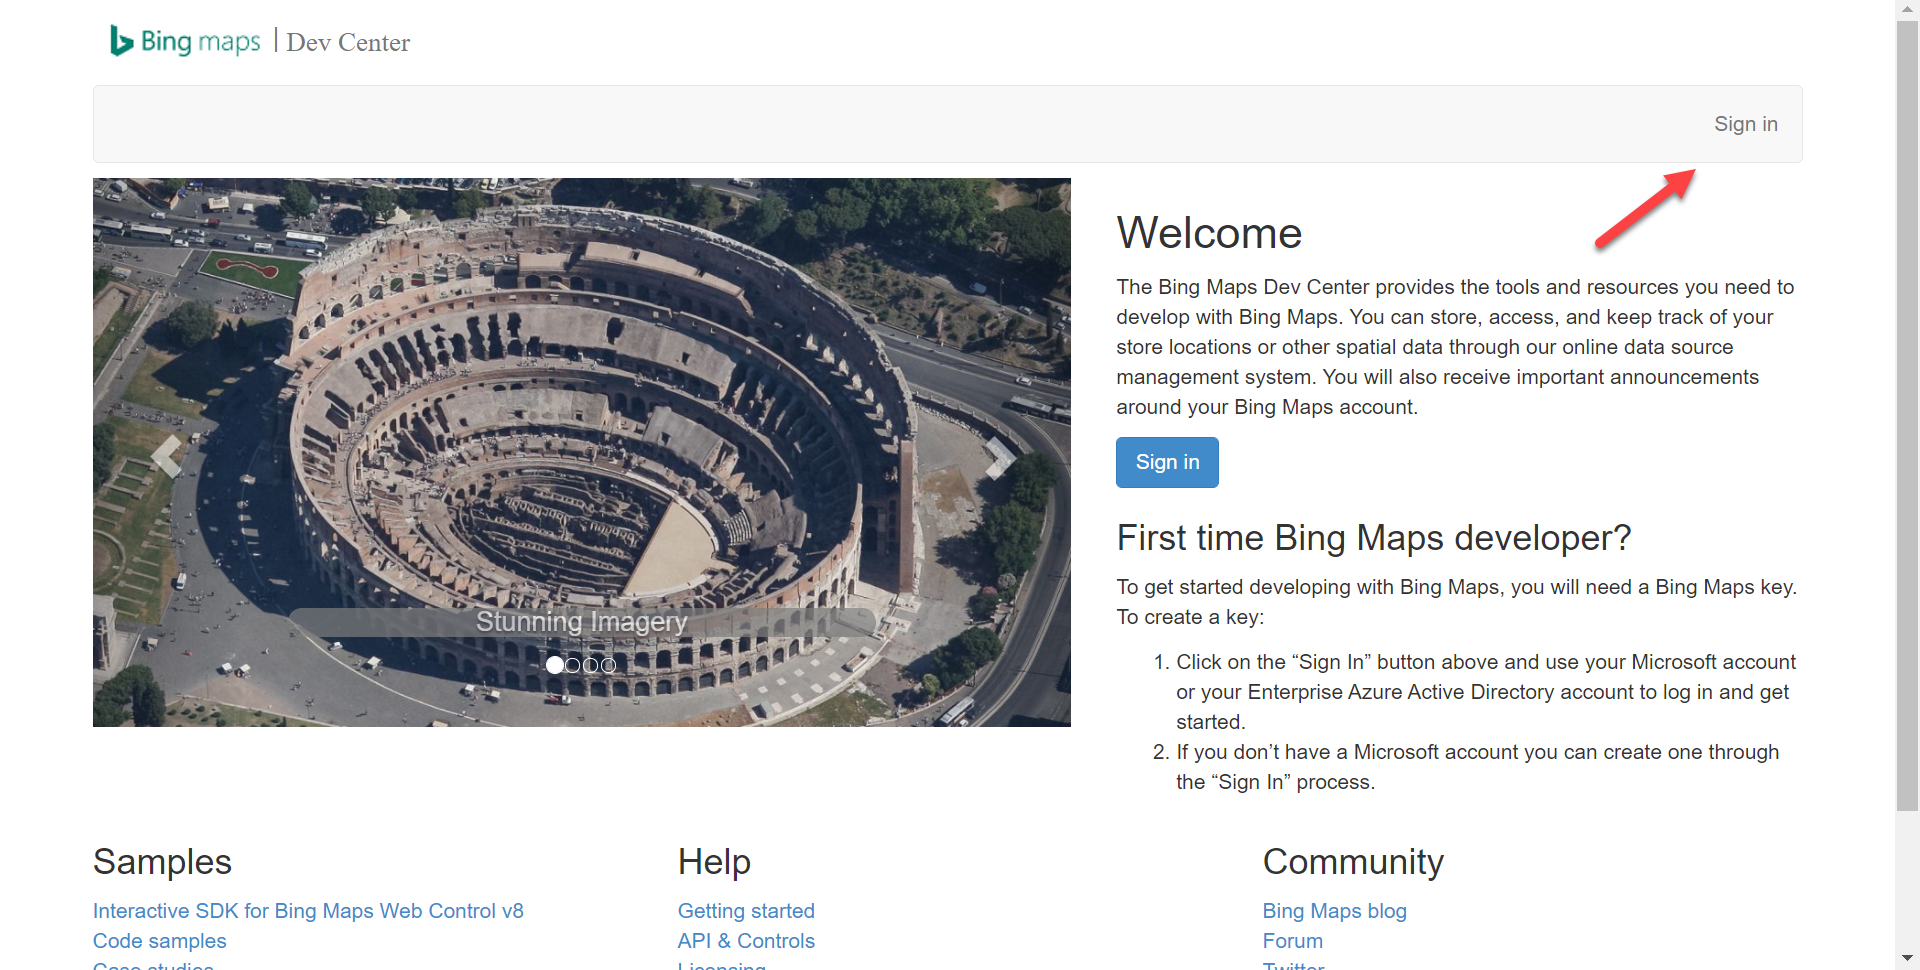 Bing maps | Dev Center
Sign in
Welcome
The Bing Maps Dev Center provides the tools and resources you need to
develop with Bing Maps. You can store, access, and keep track of your
store locations or other spatial data through our online data source
management system. You will also receive important announcements
around your Bing Maps account.
Sign in
Stunning Imagery
First time Bing Maps developer?
To get started developing with Bing Maps, you will need a Bing Maps key.
To create a key:
1. Click on the “Sign In” button above and use your Microsoft account
or your Enterprise Azure Active Directory account to log in and get
started.
2. If you don’t have a Microsoft account you can create one through
the “Sign In” process.
Samples
Interactive SDK for Bing Maps Web Control v8
Code samples
Case studies
Help
Getting started
API & Controls
Licensing
Community
Bing Maps blog
Forum
Twitter